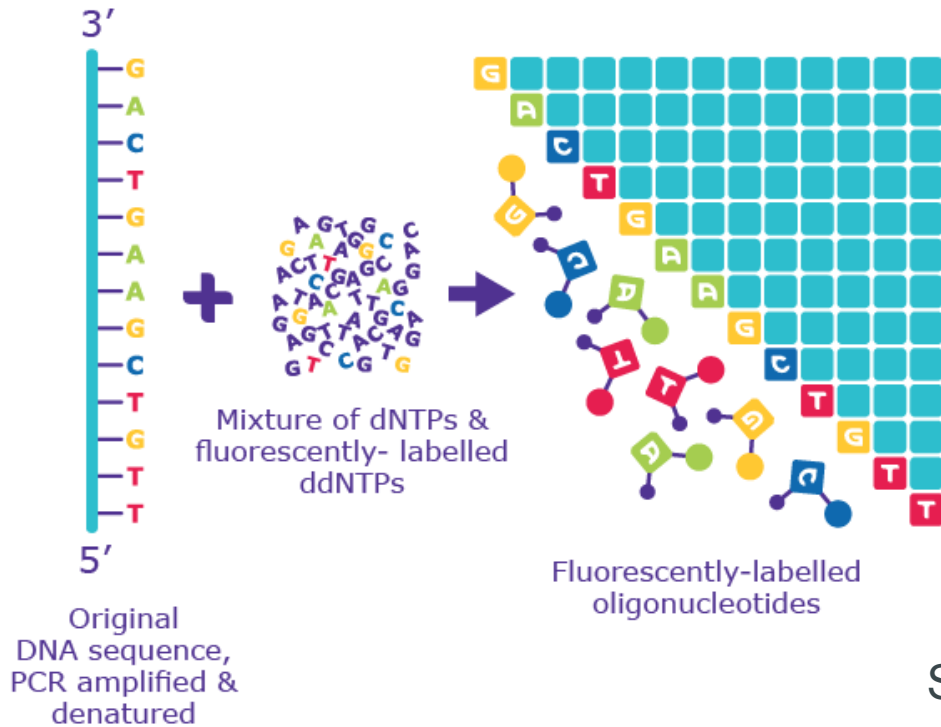 3′
G
A
C
T
G
A
A
G
C
T
G
T
T
5′
Original
DNA sequence,
PCR amplified &
denatured
Mixture of dNTPs &
fluorescently- labelled
ddNTPs
G
A
C
T
G
A
A
G
C
T
G
T
T
G
C
A
T
T
G
A
C
Fluorescently-labelled
oligonucleotides
S